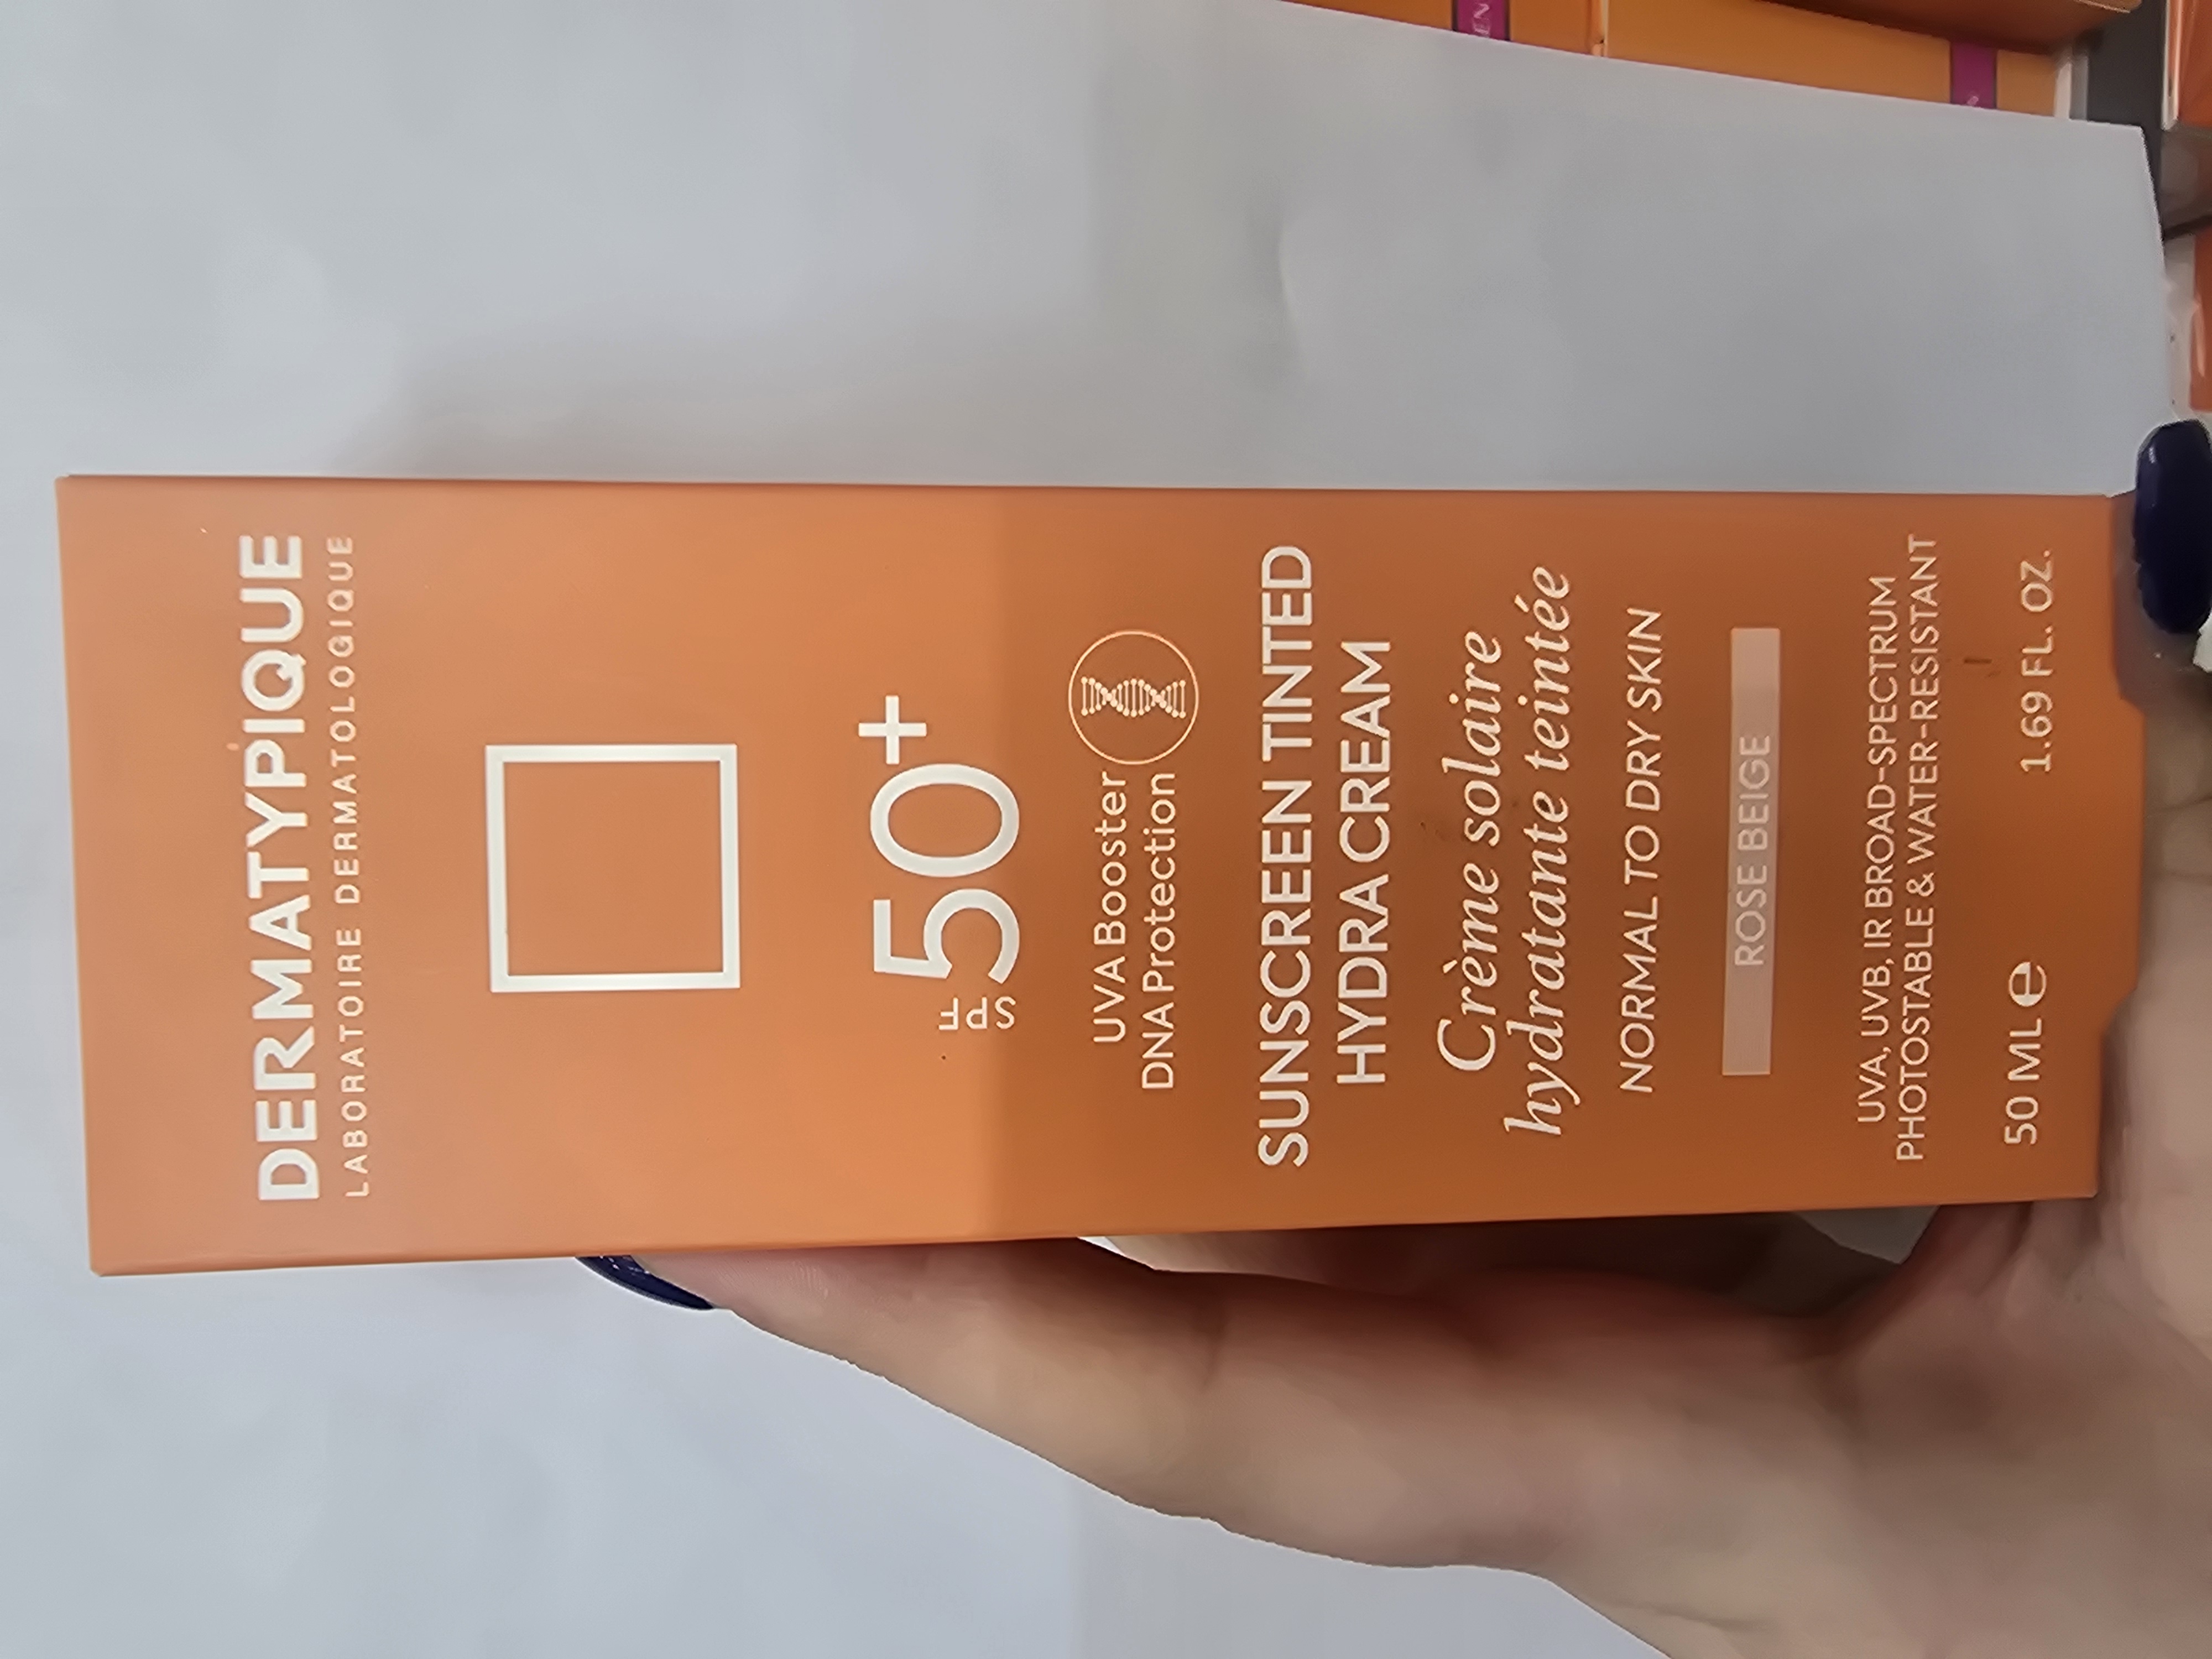 DERMATYPIQUE
LABORATOIRE DERMATOLOGIQUE
SPF 50+
UVA Booster
DNA Protection
SUNSCREEN TINTED
HYDRA CREAM
Crème solaire
hydratante teintée
NORMAL TO DRY SKIN
ROSE BEIGE
UVA, UVB, IR BROAD-SPECTRUM
PHOTOSTABLE & WATER-RESISTANT
50 ML e 1.69 FL. OZ.